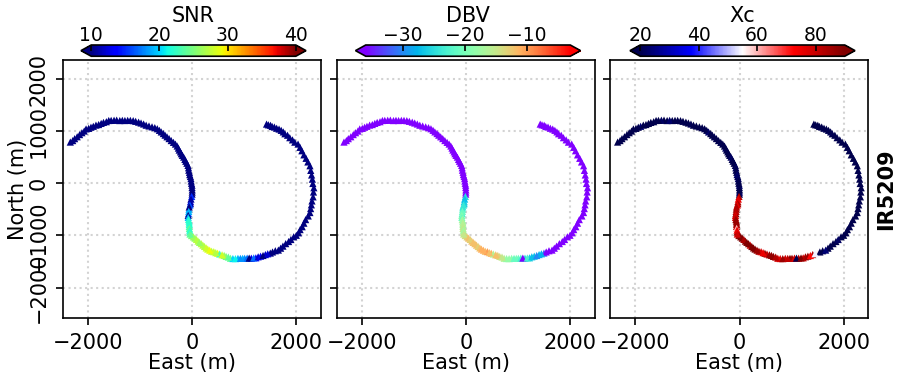 SNR DBV Xc
10 20 30 40 −30 −20 −10 20 40 60 80
2000
1000
0
−1000
−2000
North (m)
IR5209
−2000 0 2000 −2000 0 2000 −2000 0 2000
East (m) East (m) East (m)